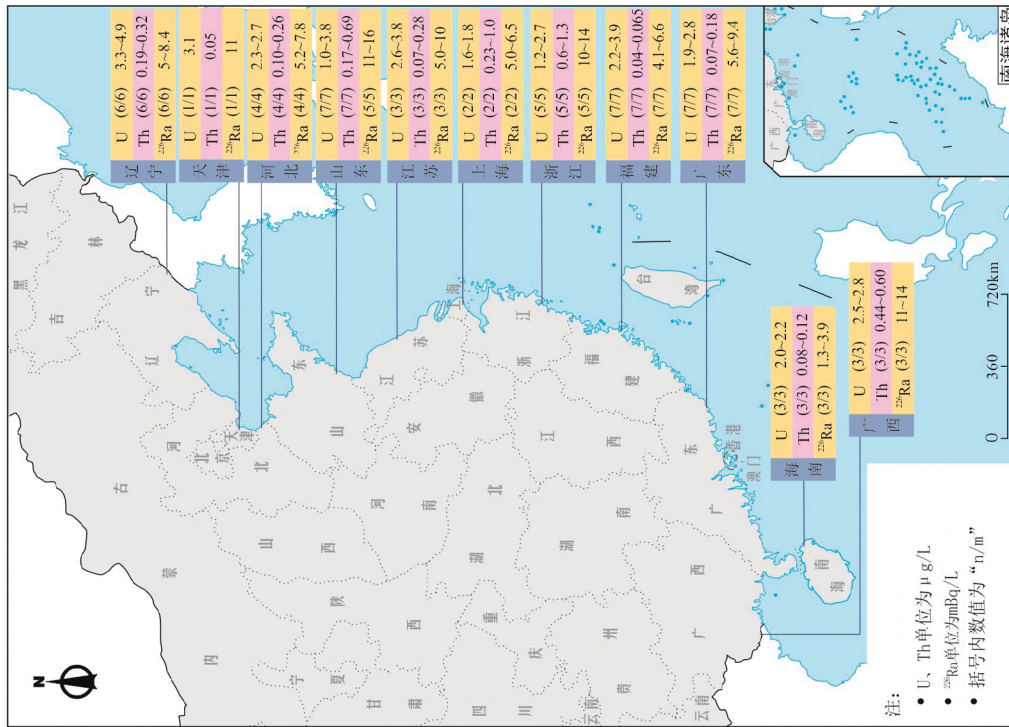 N
辽宁
U (6/6) 3.3~4.9
Th (6/6) 0.19~0.32
²²⁶Ra (6/6) 5~8.4
天津
U (1/1) 3.1
Th (1/1) 0.05
²²⁶Ra (1/1) 11
河北
U (4/4) 2.3~2.7
Th (4/4) 0.10~0.26
²²⁶Ra (4/4) 5.2~7.8
山东
U (7/7) 1.0~3.8
Th (7/7) 0.17~0.69
²²⁶Ra (5/5) 11~16
江苏
U (3/3) 2.6~3.8
Th (3/3) 0.07~0.28
²²⁶Ra (3/3) 5.0~10
上海
U (2/2) 1.6~1.8
Th (2/2) 0.23~1.0
²²⁶Ra (2/2) 5.0~6.5
浙江
U (5/5) 1.2~2.7
Th (5/5) 0.6~1.3
²²⁶Ra (5/5) 10~14
福建
U (7/7) 2.2~3.9
Th (7/7) 0.04~0.065
²²⁶Ra (7/7) 4.1~6.6
广东
U (7/7) 1.9~2.8
Th (7/7) 0.07~0.18
²²⁶Ra (7/7) 5.6~9.4
海南
U (3/3) 2.0~2.2
Th (3/3) 0.08~0.12
²²⁶Ra (3/3) 1.3~3.9
广西
U (3/3) 2.5~2.8
Th (3/3) 0.44~0.60
²²⁶Ra (3/3) 11~14
黑龙江
吉林
辽宁
内蒙古
河北
北京
天津
山东
山西
陕西
宁夏
甘肃
河南
江苏
安徽
上海
浙江
湖北
重庆
四川
湖南
江西
福建
贵州
云南
广西
广东
香港
澳门
海南
台湾
云南
广西
广东
香港
澳门
海南
南海诸岛
0 360 720km
注：
• U、Th单位为μg/L
• ²²⁶Ra单位为mBq/L
• 括号内数值为“n/m”